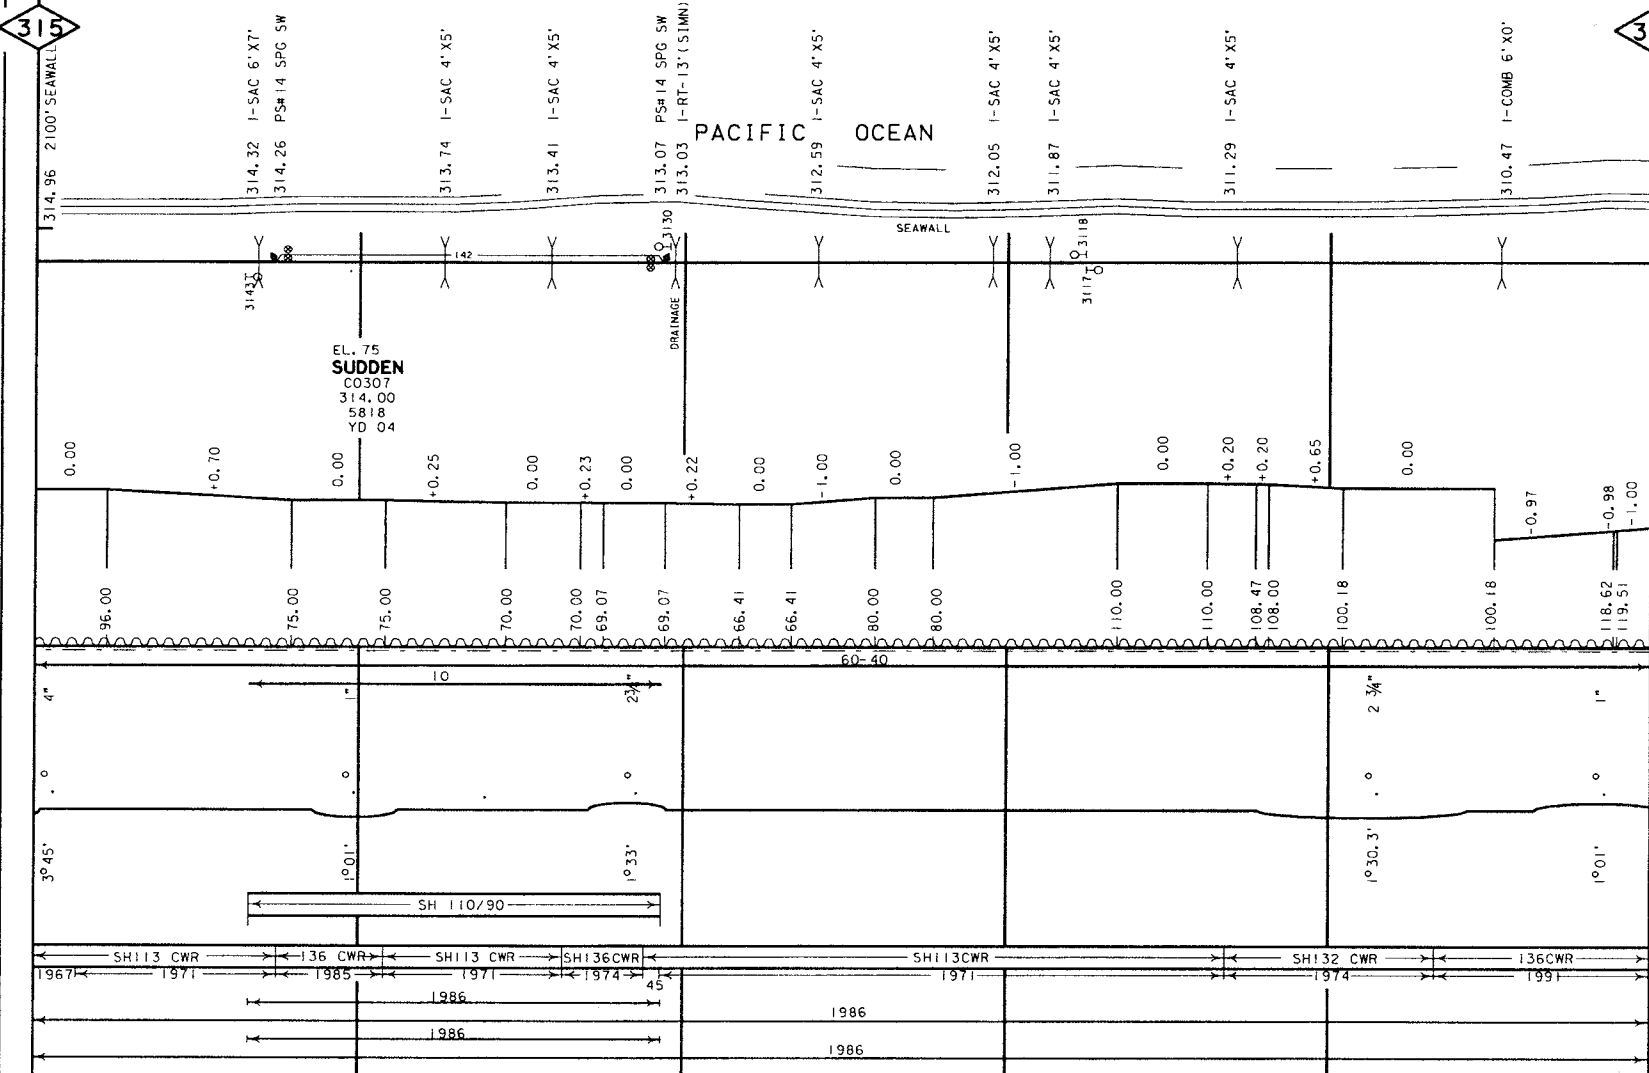 315
3
314.96 2100' SEAWALL
314.32 1-SAC 6'X7'
314.26 PS#14 SPG SW
313.74 1-SAC 4'X5'
313.41 1-SAC 4'X5'
313.07 PS#14 SPG SW
313.03 1-RT-13'(SIMN)
312.59 1-SAC 4'X5'
312.05 1-SAC 4'X5'
311.87 1-SAC 4'X5'
311.29 1-SAC 4'X5'
310.47 1-COMB 6'X0'
PACIFIC OCEAN
SEAWALL
3130
3118
142
3143
3117
DRAINAGE
EL. 75
SUDDEN
C0307
314.00
5818
YD 04
0.00
+0.70
0.00
+0.25
0.00
+0.23
0.00
+0.22
0.00
-1.00
0.00
-1.00
0.00
+0.20
+0.20
+0.65
0.00
-0.97
-0.98
-1.00
96.00
75.00
75.00
70.00
70.00
69.07
69.07
66.41
66.41
80.00
80.00
110.00
110.00
108.47
108.00
100.18
100.18
118.62
119.51
60-40
10
4"
1"
2¾"
2 ¾"
1"
3°45'
1°01'
1°33'
1°30.3'
1°01'
SH 110/90
SH113 CWR
136 CWR
SH113 CWR
SH136CWR
SH113CWR
SH132 CWR
136CWR
1967
1971
1985
1971
1974
45
1971
1974
1991
1986
1986
1986
1986